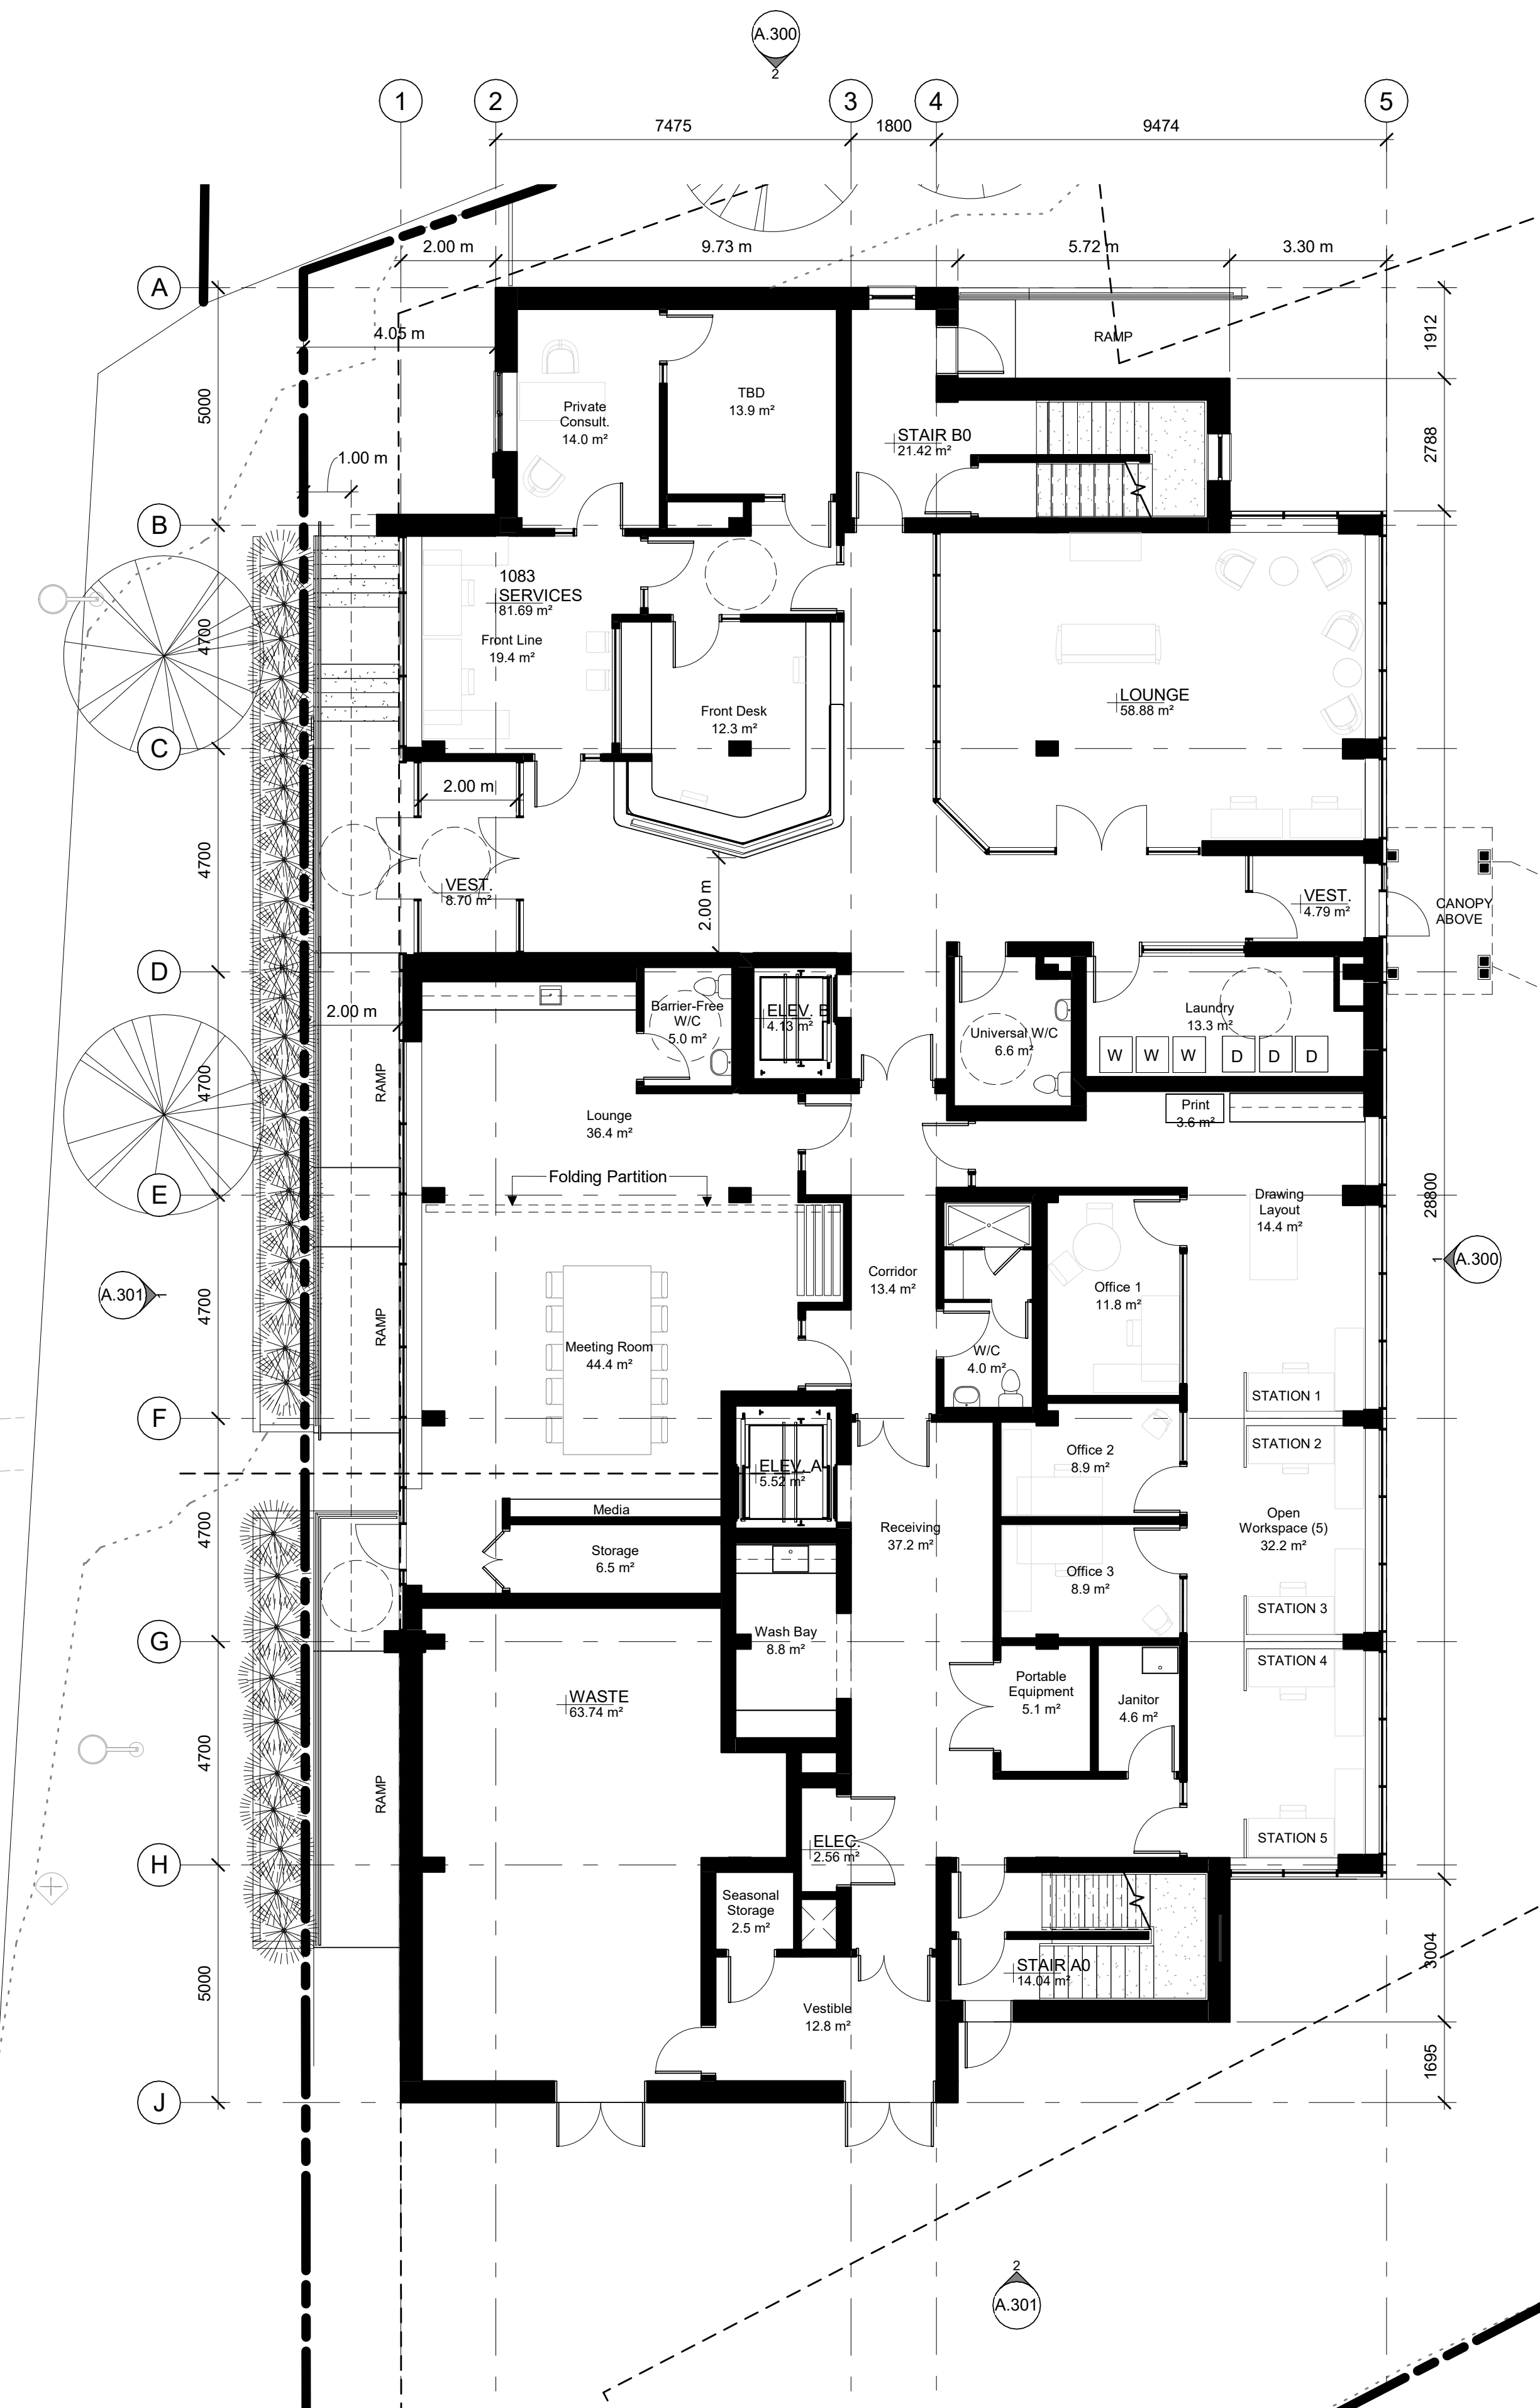 A.300
2
1
2
3
4
5
7475
1800
9474
2.00 m
9.73 m
5.72 m
3.30 m
A
4.05 m
RAMP
1912
5000
TBD
13.9 m²
Private
Consult.
14.0 m²
STAIR B0
21.42 m²
2788
1.00 m
B
1083
SERVICES
81.69 m²
Front Line
19.4 m²
4700
LOUNGE
58.88 m²
Front Desk
12.3 m²
C
2.00 m
4700
VEST.
8.70 m²
2.00 m
VEST.
4.79 m²
CANOPY
ABOVE
D
2.00 m
Barrier-Free
W/C
5.0 m²
ELEV. B
4.13 m²
Universal W/C
6.6 m²
Laundry
13.3 m²
W
W
W
D
D
D
RAMP
4700
Lounge
36.4 m²
Print
3.6 m²
Folding Partition
E
Drawing
Layout
14.4 m²
28800
A.300
1
A.301
1
Corridor
13.4 m²
Office 1
11.8 m²
4700
RAMP
Meeting Room
44.4 m²
W/C
4.0 m²
STATION 1
F
STATION 2
Office 2
8.9 m²
ELEV. A
5.52 m²
Media
4700
Receiving
37.2 m²
Open
Workspace (5)
32.2 m²
Storage
6.5 m²
Office 3
8.9 m²
STATION 3
G
Wash Bay
8.8 m²
STATION 4
WASTE
63.74 m²
Portable
Equipment
5.1 m²
Janitor
4.6 m²
4700
RAMP
ELEC.
2.56 m²
STATION 5
H
Seasonal
Storage
2.5 m²
3004
STAIR A0
14.04 m²
5000
Vestible
12.8 m²
1695
J
2
A.301